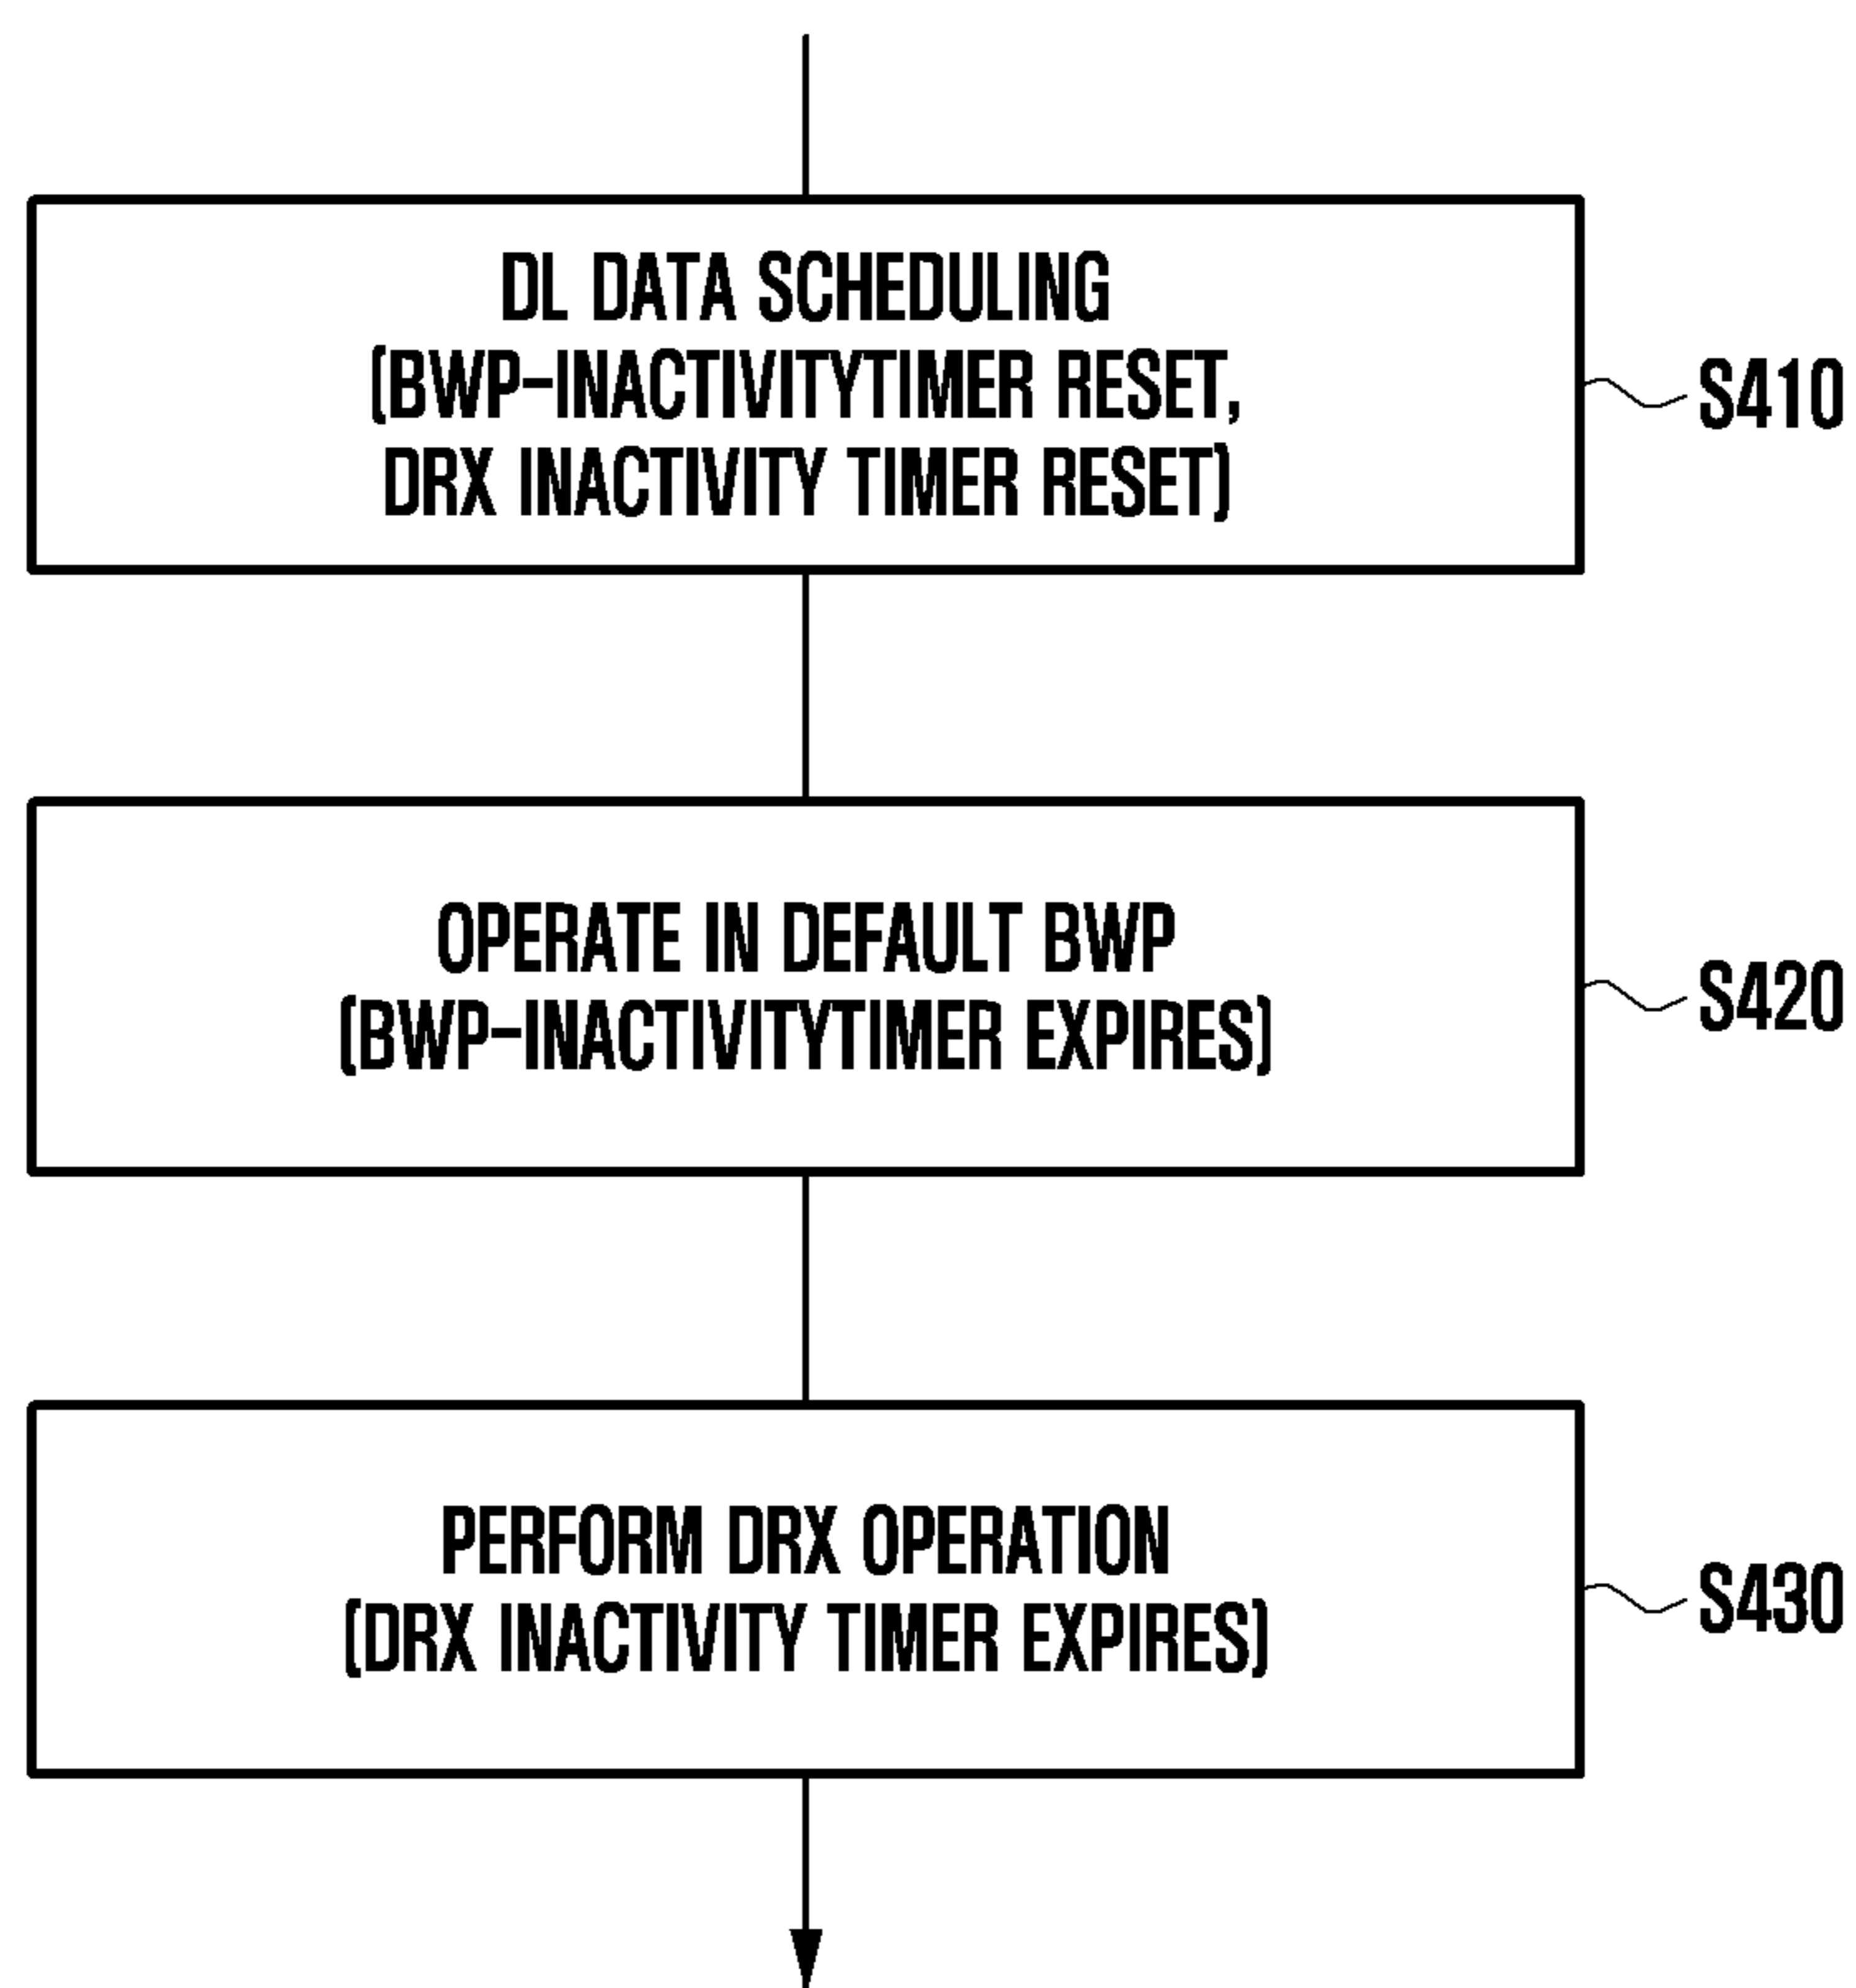 DL DATA SCHEDULING
(BWP-INACTIVITYTIMER RESET,
DRX INACTIVITY TIMER RESET)
S410
OPERATE IN DEFAULT BWP
(BWP-INACTIVITYTIMER EXPIRES)
S420
PERFORM DRX OPERATION
(DRX INACTIVITY TIMER EXPIRES)
S430